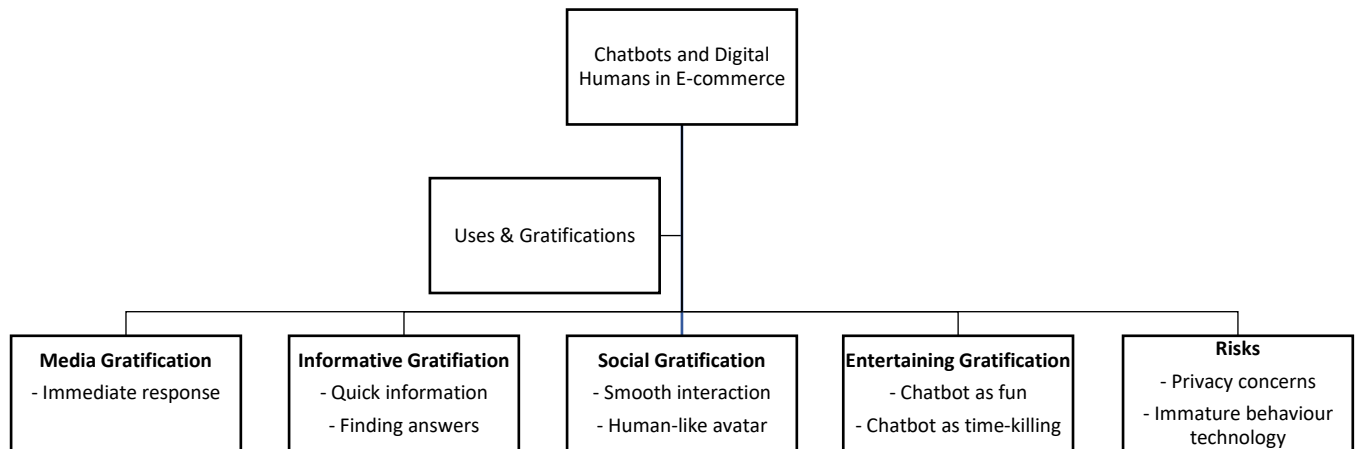 Chatbots and Digital
Humans in E-commerce
Uses & Gratifications
Media Gratification
- Immediate response
Informative Gratifiation
- Quick information
- Finding answers
Social Gratification
- Smooth interaction
- Human-like avatar
Entertaining Gratification
- Chatbot as fun
- Chatbot as time-killing
Risks
- Privacy concerns
- Immature behaviour
technology